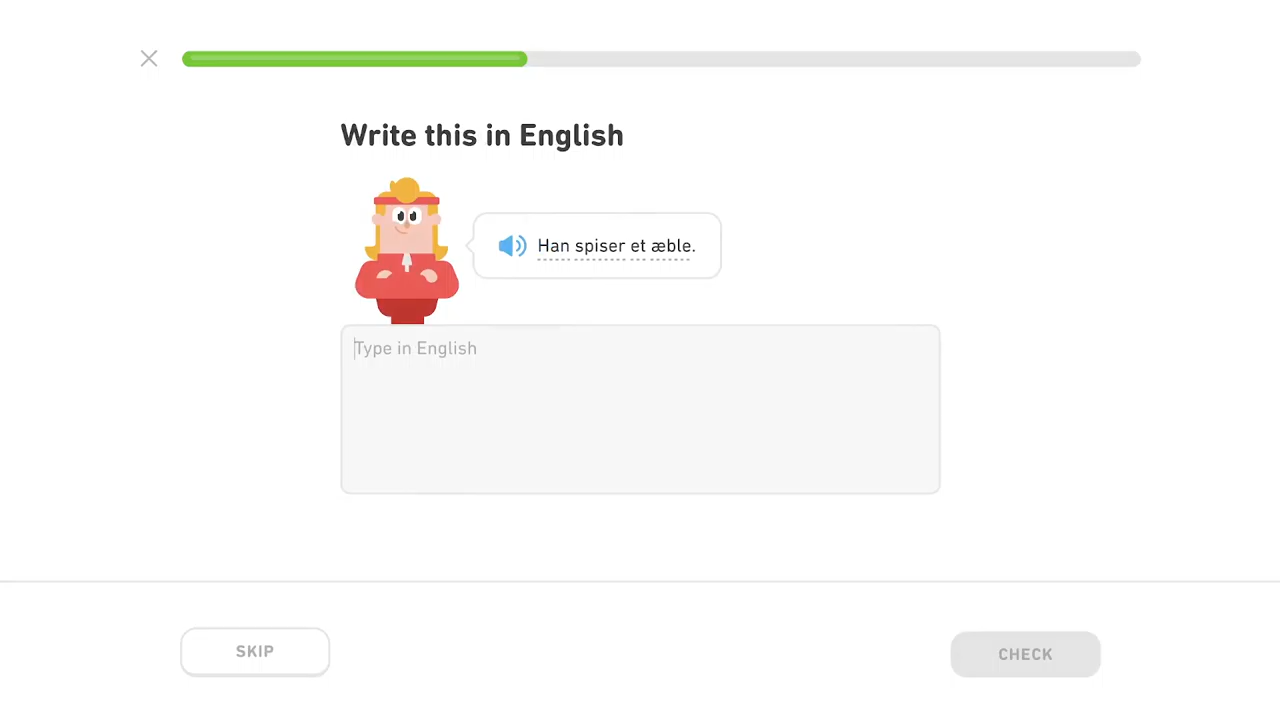 Write this in English
Han spiser et æble.
Type in English
SKIP
CHECK